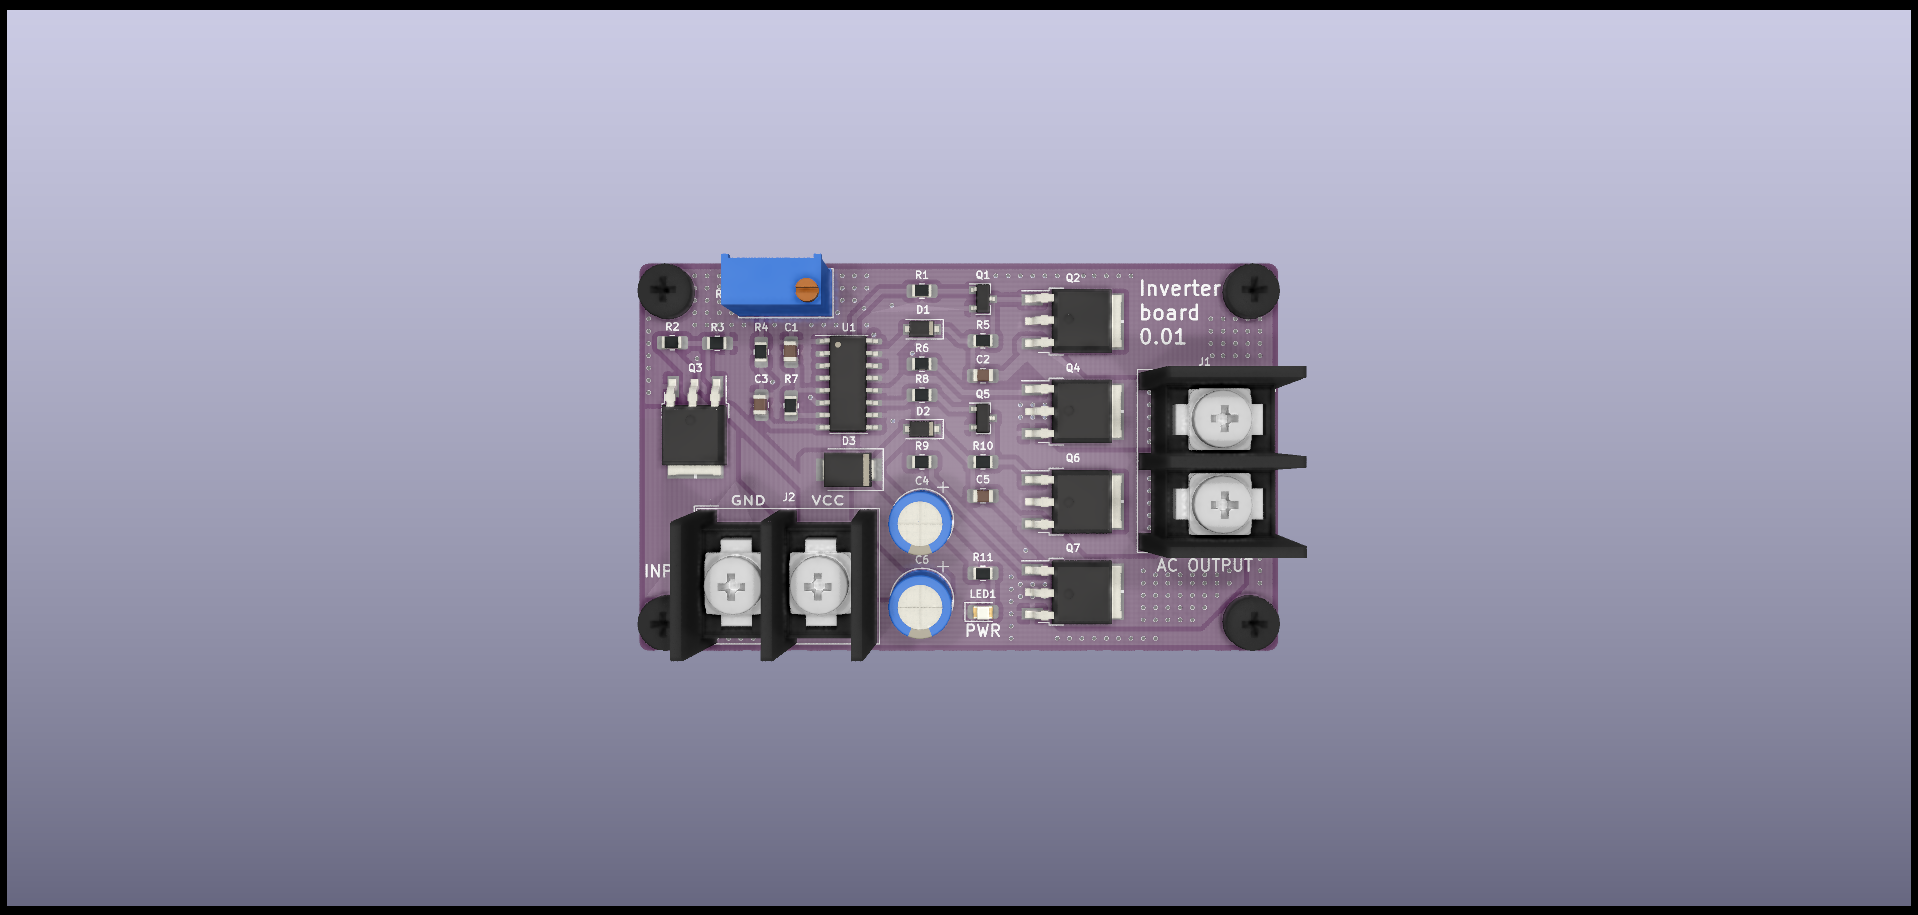 R1
Q1
Q2
Inverter
board
0.01
D1
R2
R3
R4
C1
U1
R5
R6
C2
J1
Q3
C3
R7
R8
Q4
D2
Q5
D3
R9
R10
Q6
C4
+
C5
GND
J2
VCC
Q7
C6
+
R11
AC OUTPUT
LED1
PWR